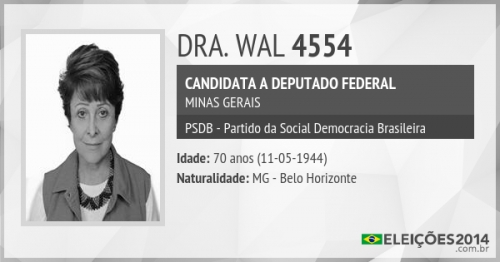 DRA. WAL 4554
CANDIDATA A DEPUTADO FEDERAL
MINAS GERAIS
PSDB - Partido da Social Democracia Brasileira
Idade: 70 anos (11-05-1944)
Naturalidade: MG - Belo Horizonte
ELEIÇÕES2014
.com.br